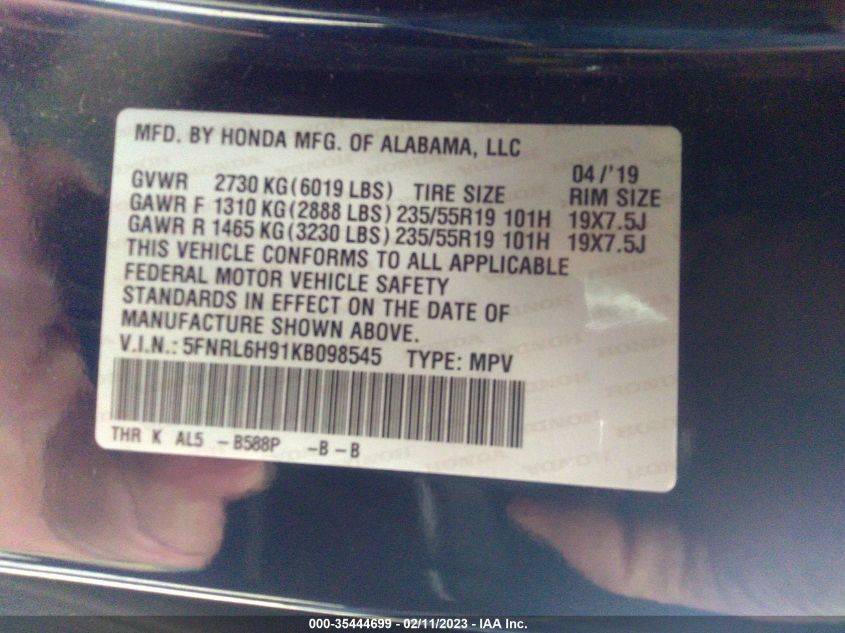 MFD. BY HONDA MFG. OF ALABAMA, LLC
04/'19
GVWR 2730 KG(6019 LBS) TIRE SIZE RIM SIZE
GAWR F 1310 KG(2888 LBS) 235/55R19 101H 19X7.5J
GAWR R 1465 KG(3230 LBS) 235/55R19 101H 19X7.5J
THIS VEHICLE CONFORMS TO ALL APPLICABLE
FEDERAL MOTOR VEHICLE SAFETY
STANDARDS IN EFFECT ON THE DATE OF
MANUFACTURE SHOWN ABOVE.
V.I.N.: 5FNRL6H91KB098545 TYPE: MPV
THR K AL5 -B588P -B-B
000-35444699 - 02/11/2023 - IAA Inc.